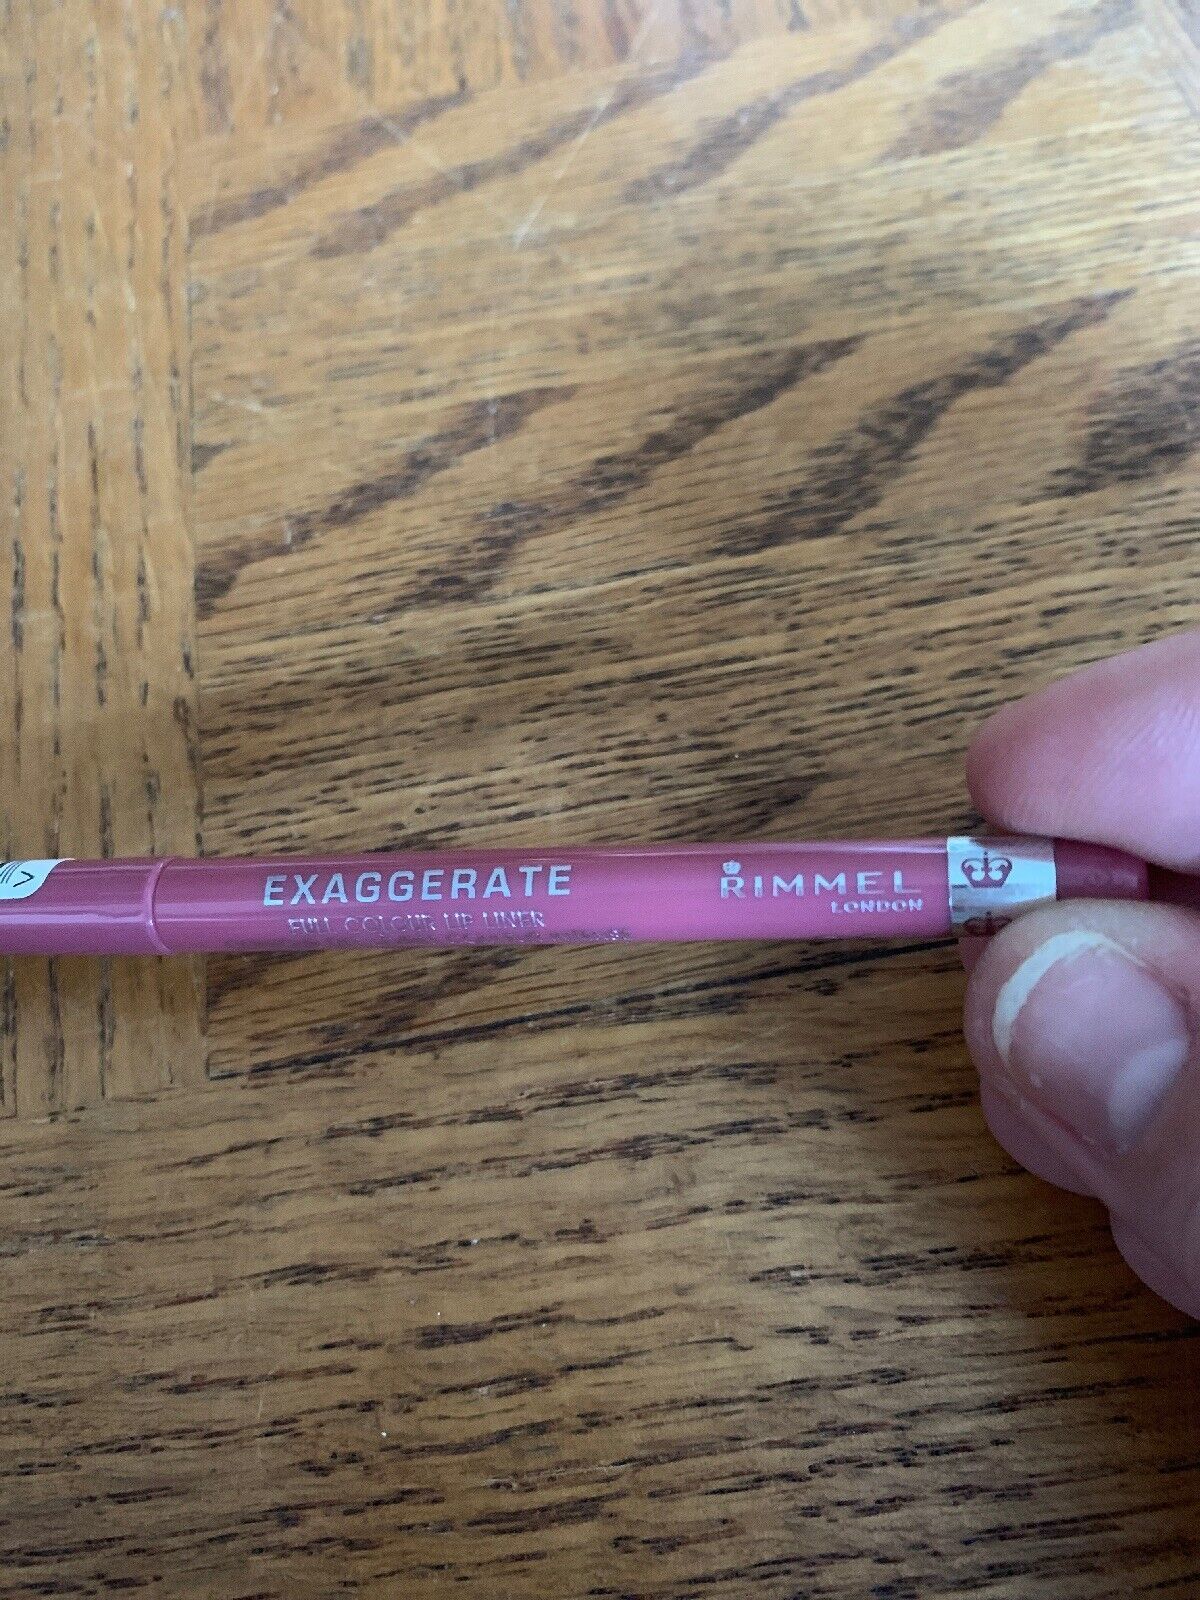 EXAGGERATE
FULL COLOUR LIP LINER
RIMMEL
LONDON